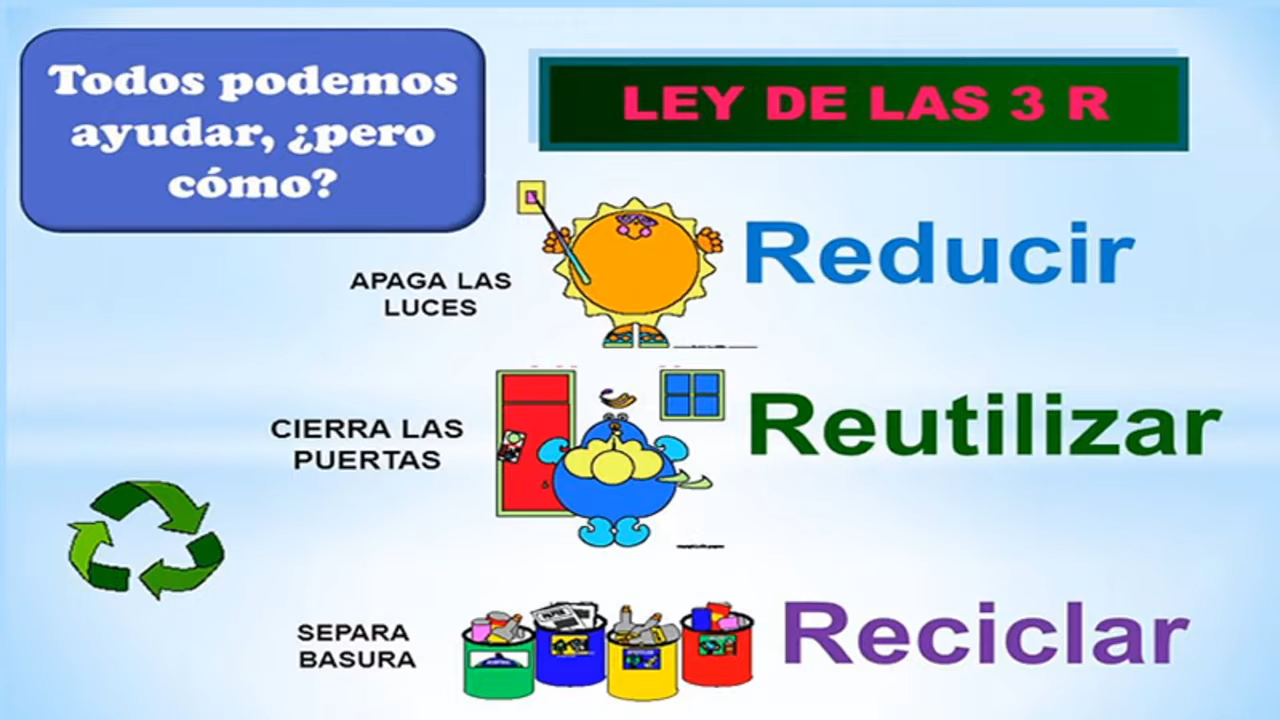 Todos podemos
ayudar, ¿pero
cómo?
LEY DE LAS 3 R
APAGA LAS
LUCES
Reducir
CIERRA LAS
PUERTAS
Reutilizar
SEPARA
BASURA
Reciclar